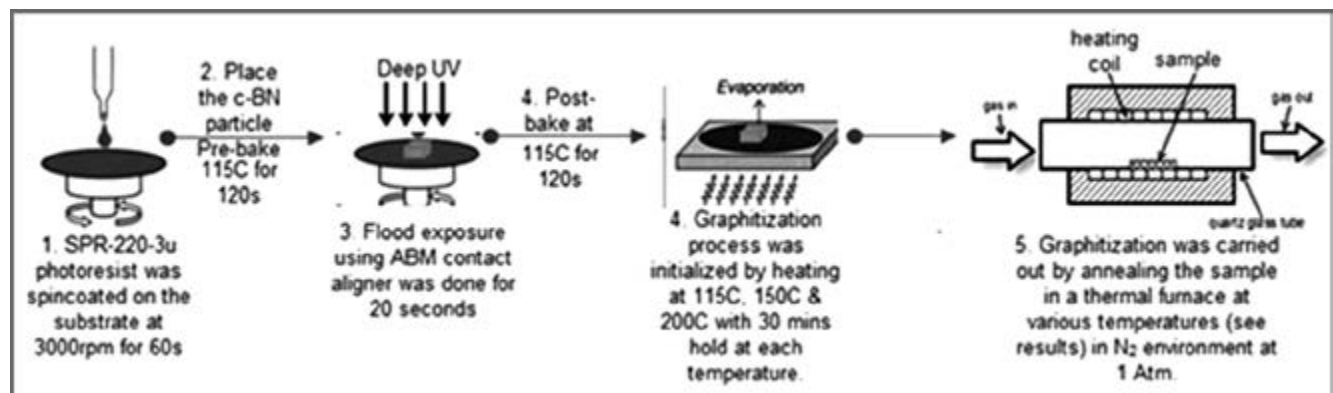 1. SPR-220-3u
photoresist was
spincoated on the
substrate at
3000rpm for 60s
2. Place
the c-BN
particle
Pre-bake
115C for
120s
Deep UV
3. Flood exposure
using ABM contact
aligner was done for
20 seconds
4. Post-
bake at
115C for
120s
Evaporation
4. Graphitization
process was
initialized by heating
at 115C, 150C &
200C with 30 mins
hold at each
temperature.
heating
coil
sample
gas in
gas out
quartz glass tube
5. Graphitization was carried
out by annealing the sample
in a thermal furnace at
various temperatures (see
results) in N₂ environment at
1 Atm.